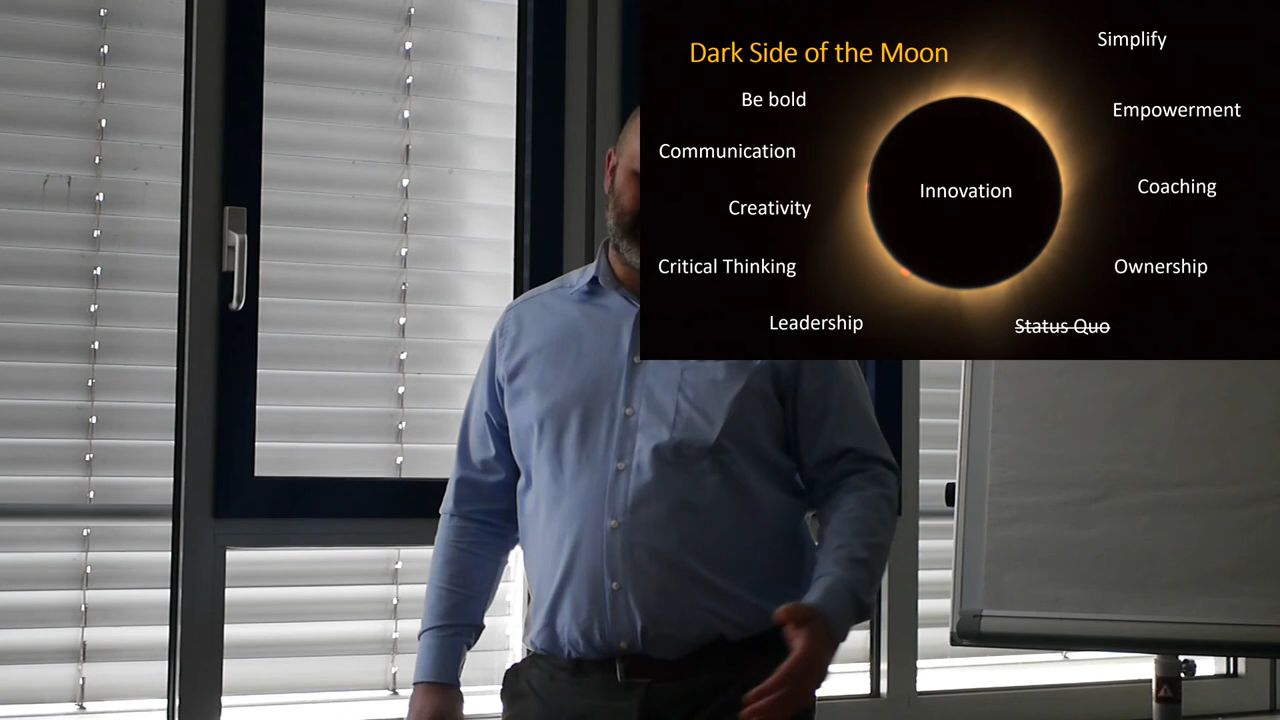 Dark Side of the Moon
Simplify
Be bold
Empowerment
Communication
Coaching
Innovation
Creativity
Critical Thinking
Ownership
Leadership
Status Quo